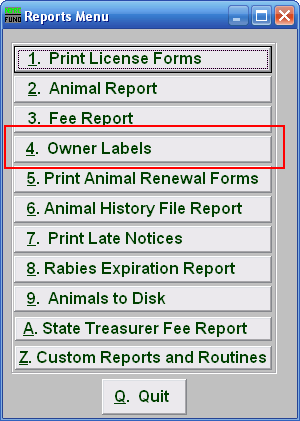 FUND
Reports Menu
1. Print License Forms
2. Animal Report
3. Fee Report
4. Owner Labels
5. Print Animal Renewal Forms
6. Animal History File Report
7. Print Late Notices
8. Rabies Expiration Report
9. Animals to Disk
A. State Treasurer Fee Report
Z. Custom Reports and Routines
Q. Quit